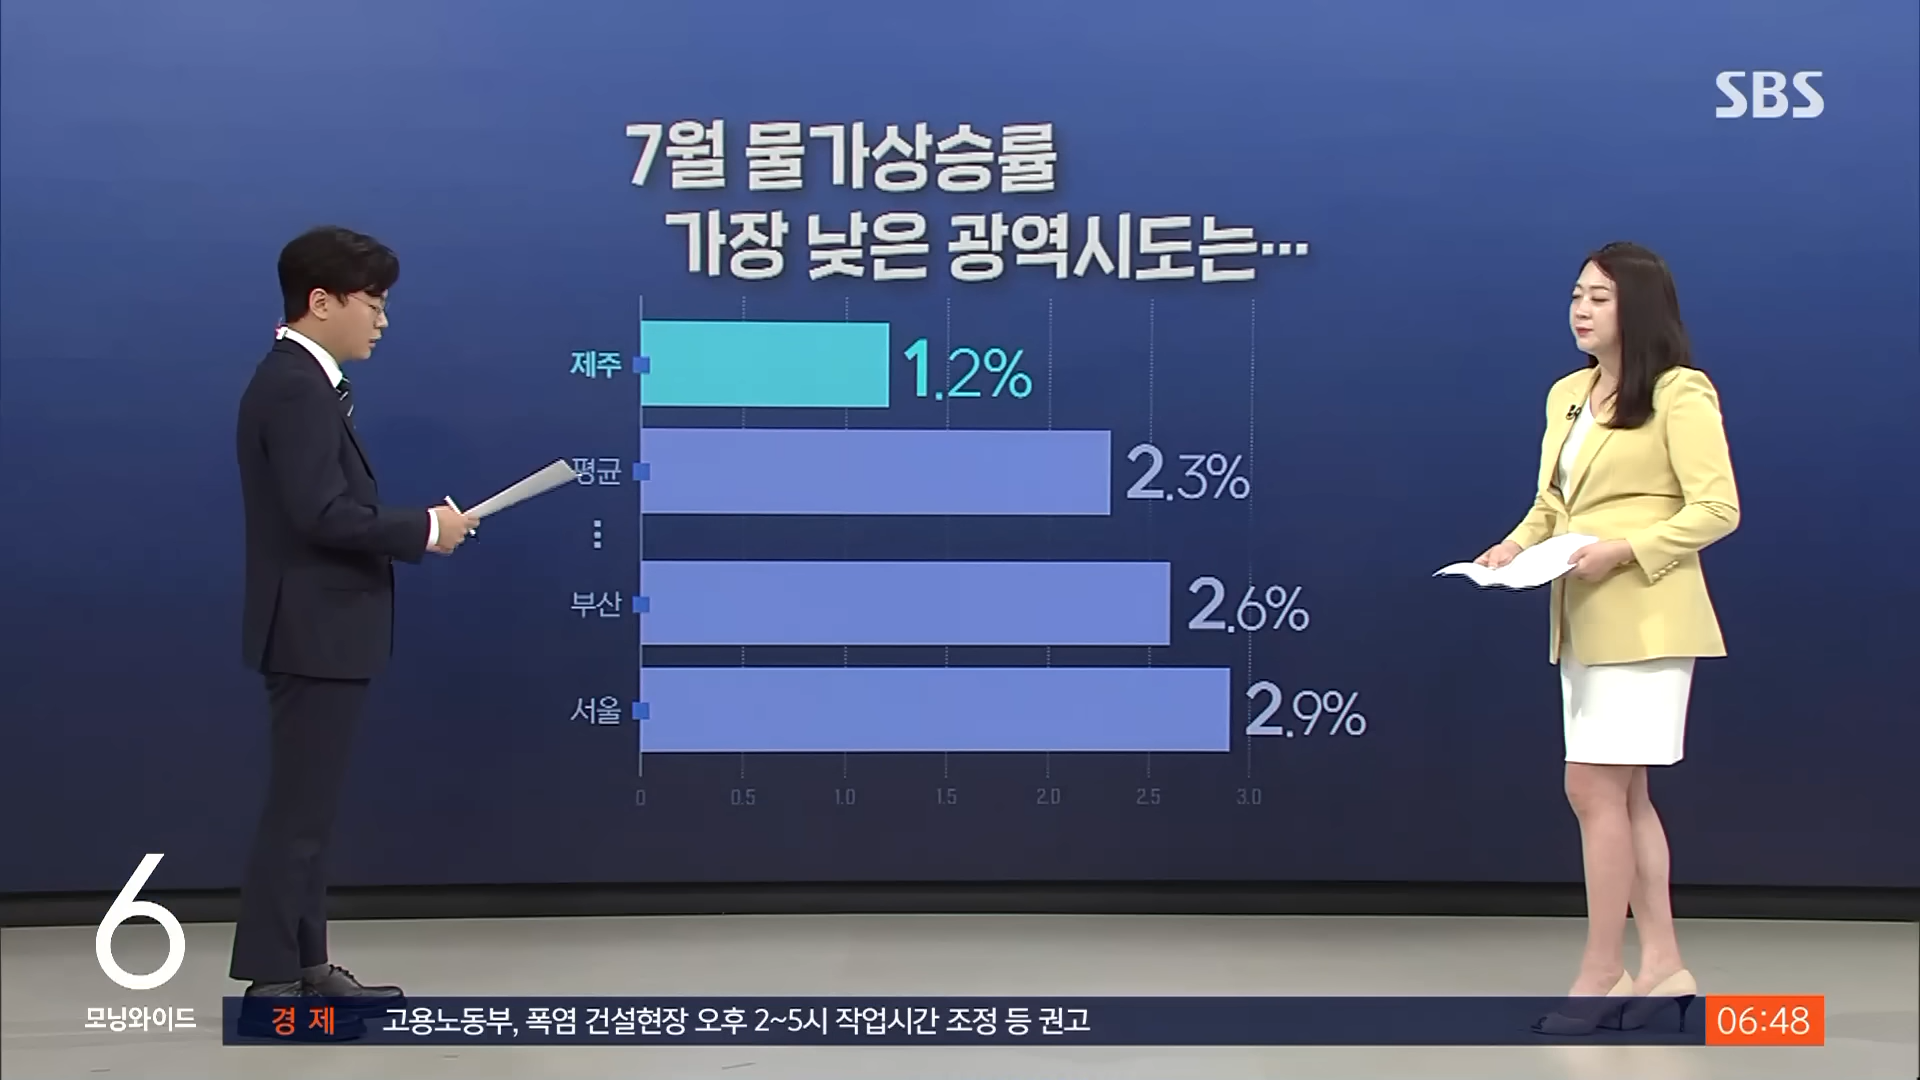 SBS
7월 물가상승률
가장 낮은 광역시도는…
제주 1.2%
평균 2.3%
⋮
부산 2.6%
서울 2.9%
0 0.5 1.0 1.5 2.0 2.5 3.0
6
모닝와이드
경제 고용노동부, 폭염 건설현장 오후 2~5시 작업시간 조정 등 권고 06:48